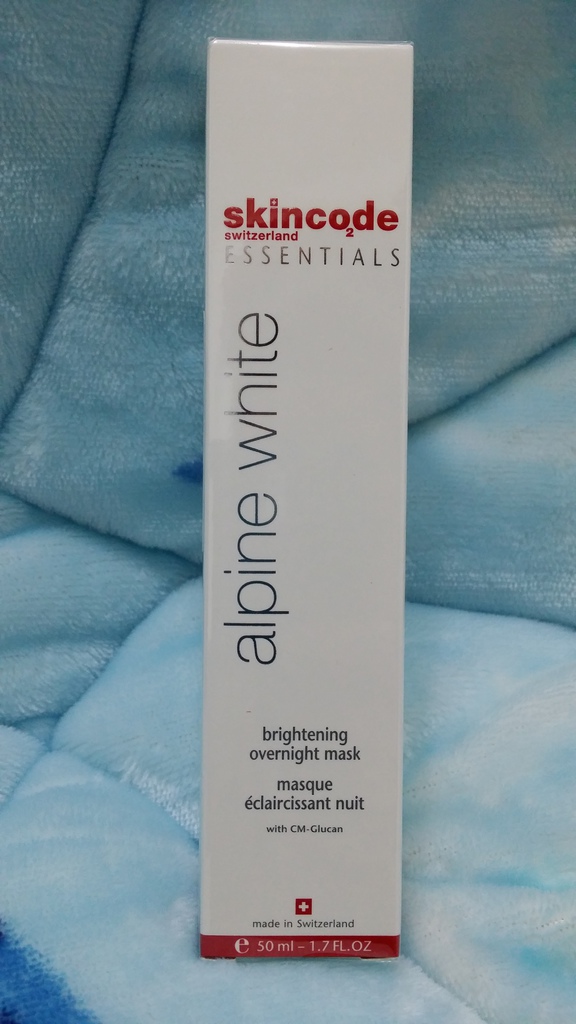 skincode
2
switzerland
ESSENTIALS
alpine white
brightening
overnight mask
masque
éclaircissant nuit
with CM-Glucan
made in Switzerland
e 50 ml – 1.7 FL.OZ